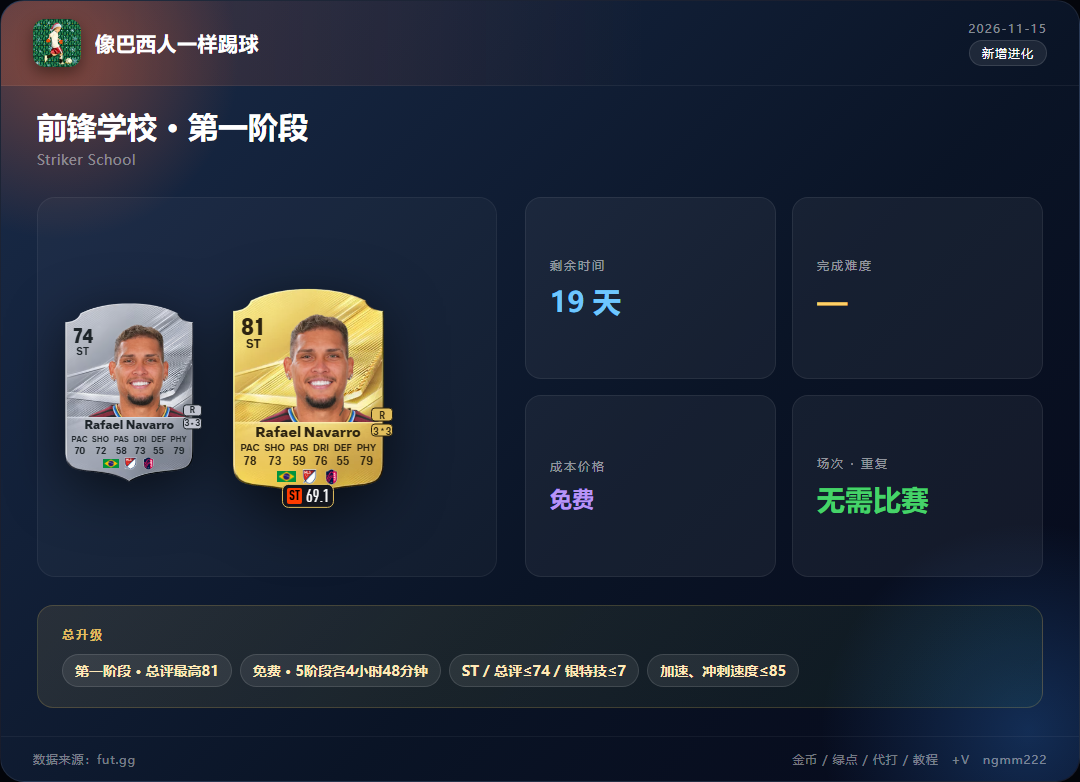 像巴西人一样踢球
2026-11-15
新增进化
前锋学校 • 第一阶段
Striker School
74
ST
R
3★3
Rafael Navarro
PAC SHO PAS DRI DEF PHY
70 72 58 73 55 79
81
ST
R
3★3
Rafael Navarro
PAC SHO PAS DRI DEF PHY
78 73 59 76 55 79
ST 69.1
剩余时间
19 天
完成难度
—
成本价格
免费
场次 · 重复
无需比赛
总升级
第一阶段 • 总评最高81
免费 • 5阶段各4小时48分钟
ST / 总评≤74 / 银特技≤7
加速、冲刺速度≤85
数据来源：fut.gg
金币 / 绿点 / 代打 / 教程 +V ngmm222